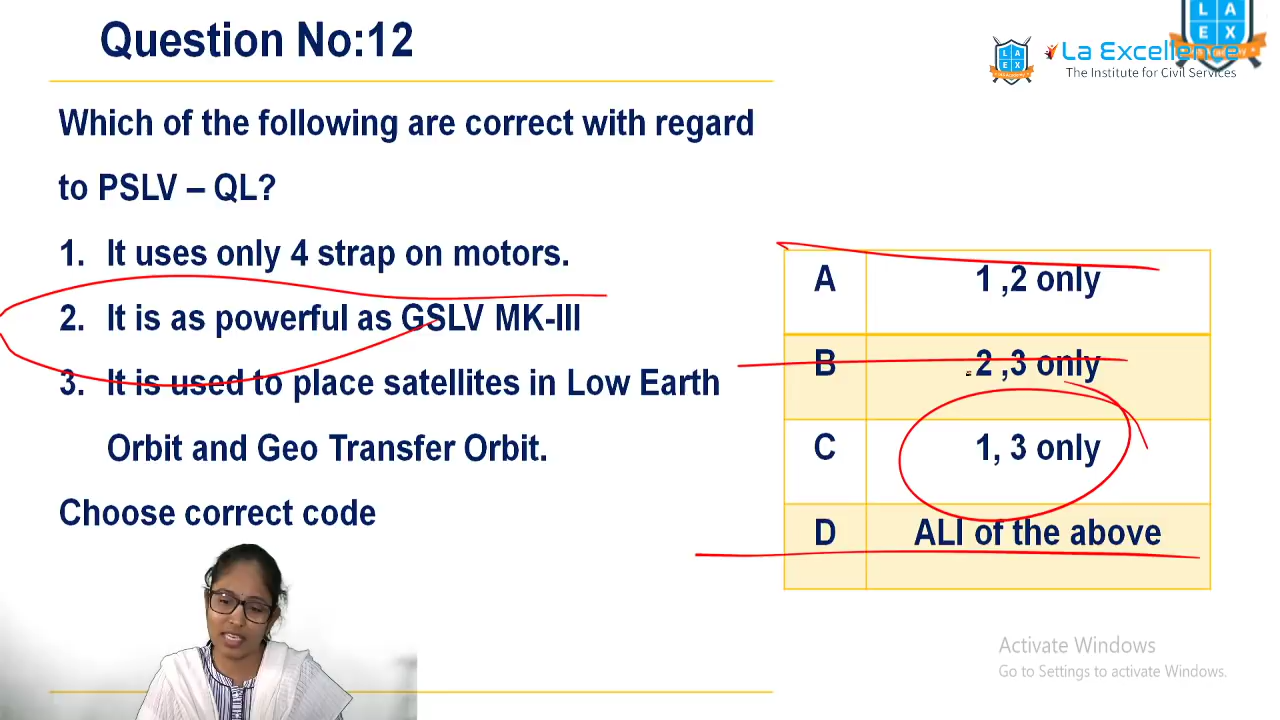 Question No:12
L A
E X
La Excellence
The Institute for Civil Services
L A
E X
Which of the following are correct with regard
to PSLV – QL?
1. It uses only 4 strap on motors.
2. It is as powerful as GSLV MK-III
3. It is used to place satellites in Low Earth
Orbit and Geo Transfer Orbit.
Choose correct code
A 1 ,2 only
B 2 ,3 only
C 1, 3 only
D ALl of the above
Activate Windows
Go to Settings to activate Windows.